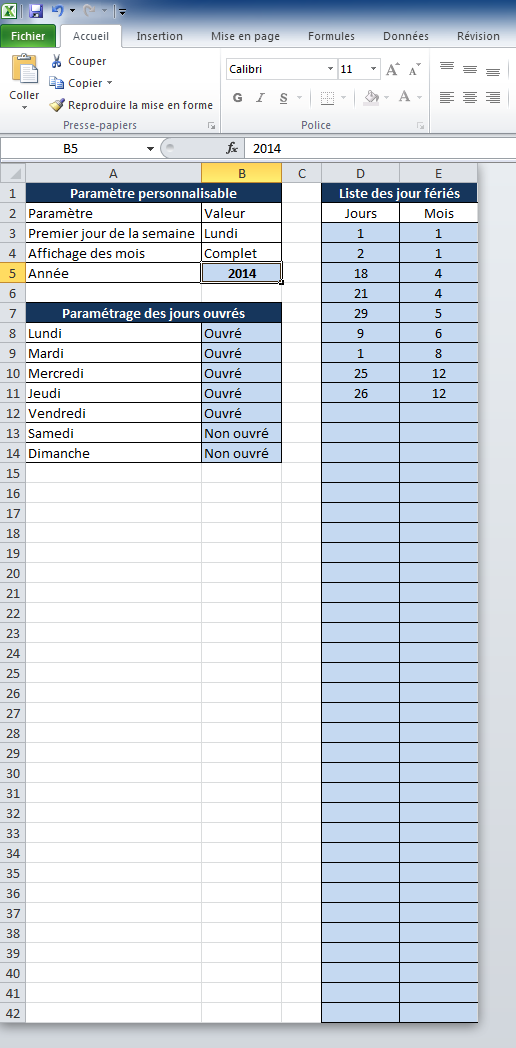 Fichier Accueil Insertion Mise en page Formulas Données Révision
Coller
Couper
Copier
Reproduire la mise en forme
Presse-papiers
Calibri 11 A A
G I S A
Police
B5 fx 2014
A B C D E
1 Paramètre personnalisable Liste des jour fériés
2 Paramètre Valeur Jours Mois
3 Premier jour de la semaine Lundi 1 1
4 Affichage des mois Complet 2 1
5 Année 2014 18 4
6 21 4
7 Paramétrage des jours ouvrés 29 5
8 Lundi Ouvré 9 6
9 Mardi Ouvré 1 8
10 Mercredi Ouvré 25 12
11 Jeudi Ouvré 26 12
12 Vendredi Ouvré
13 Samedi Non ouvré
14 Dimanche Non ouvré
15
16
17
18
19
20
21
22
23
24
25
26
27
28
29
30
31
32
33
34
35
36
37
38
39
40
41
42